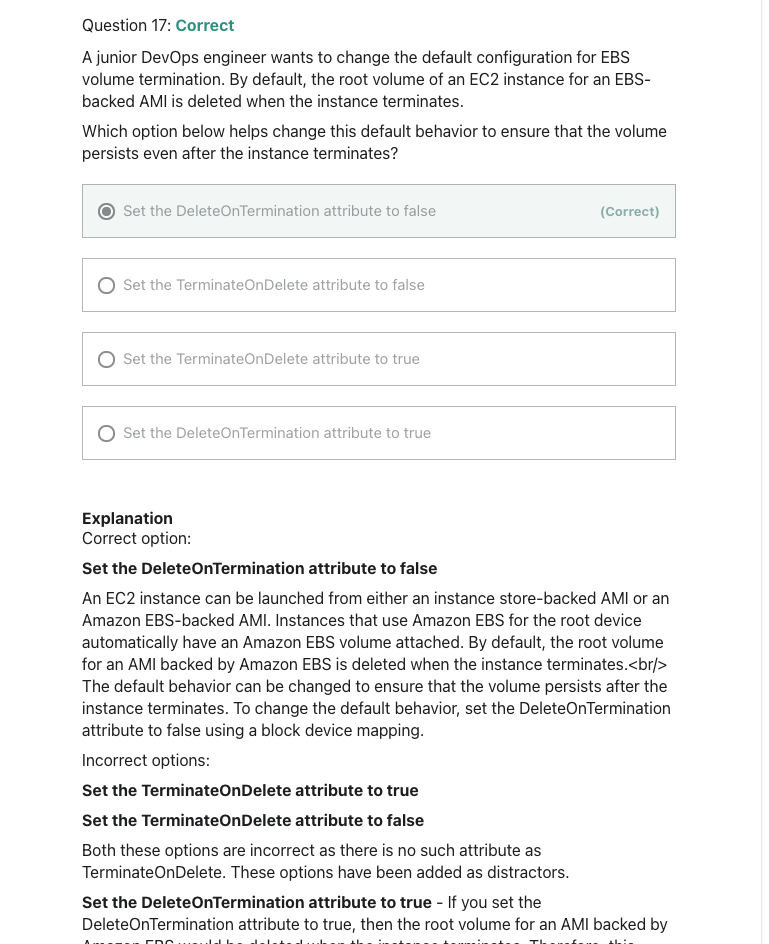 Question 17: Correct
A junior DevOps engineer wants to change the default configuration for EBS
volume termination. By default, the root volume of an EC2 instance for an EBS-
backed AMI is deleted when the instance terminates.
Which option below helps change this default behavior to ensure that the volume
persists even after the instance terminates?
Set the DeleteOnTermination attribute to false (Correct)
Set the TerminateOnDelete attribute to false
Set the TerminateOnDelete attribute to true
Set the DeleteOnTermination attribute to true
Explanation
Correct option:
Set the DeleteOnTermination attribute to false
An EC2 instance can be launched from either an instance store-backed AMI or an
Amazon EBS-backed AMI. Instances that use Amazon EBS for the root device
automatically have an Amazon EBS volume attached. By default, the root volume
for an AMI backed by Amazon EBS is deleted when the instance terminates.<br/>
The default behavior can be changed to ensure that the volume persists after the
instance terminates. To change the default behavior, set the DeleteOnTermination
attribute to false using a block device mapping.
Incorrect options:
Set the TerminateOnDelete attribute to true
Set the TerminateOnDelete attribute to false
Both these options are incorrect as there is no such attribute as
TerminateOnDelete. These options have been added as distractors.
Set the DeleteOnTermination attribute to true - If you set the
DeleteOnTermination attribute to true, then the root volume for an AMI backed by
Amazon EBS would be deleted when the instance terminates. Therefore, this